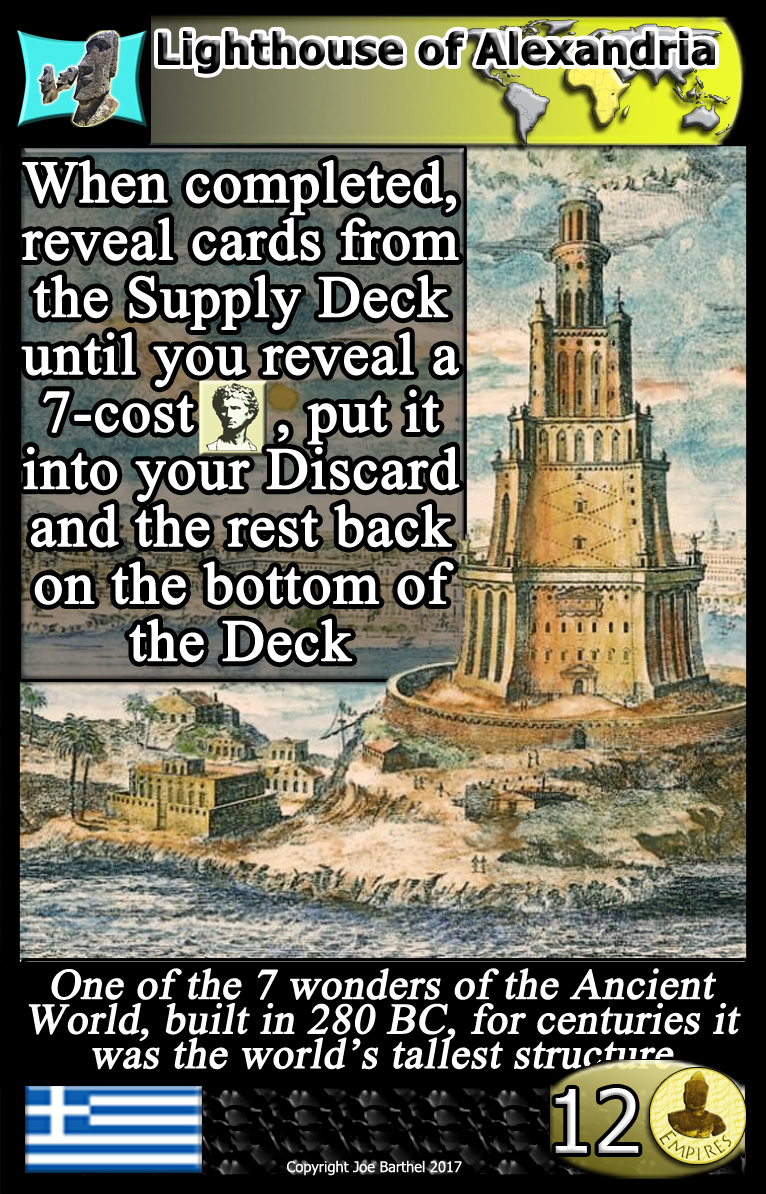 Lighthouse of Alexandria
When completed,
reveal cards from
the Supply Deck
until you reveal a
7-cost , put it
into your Discard
and the rest back
on the bottom of
the Deck
One of the 7 wonders of the Ancient
World, built in 280 BC, for centuries it
was the world's tallest structure
12
EMPIRES
Copyright Joe Barthel 2017